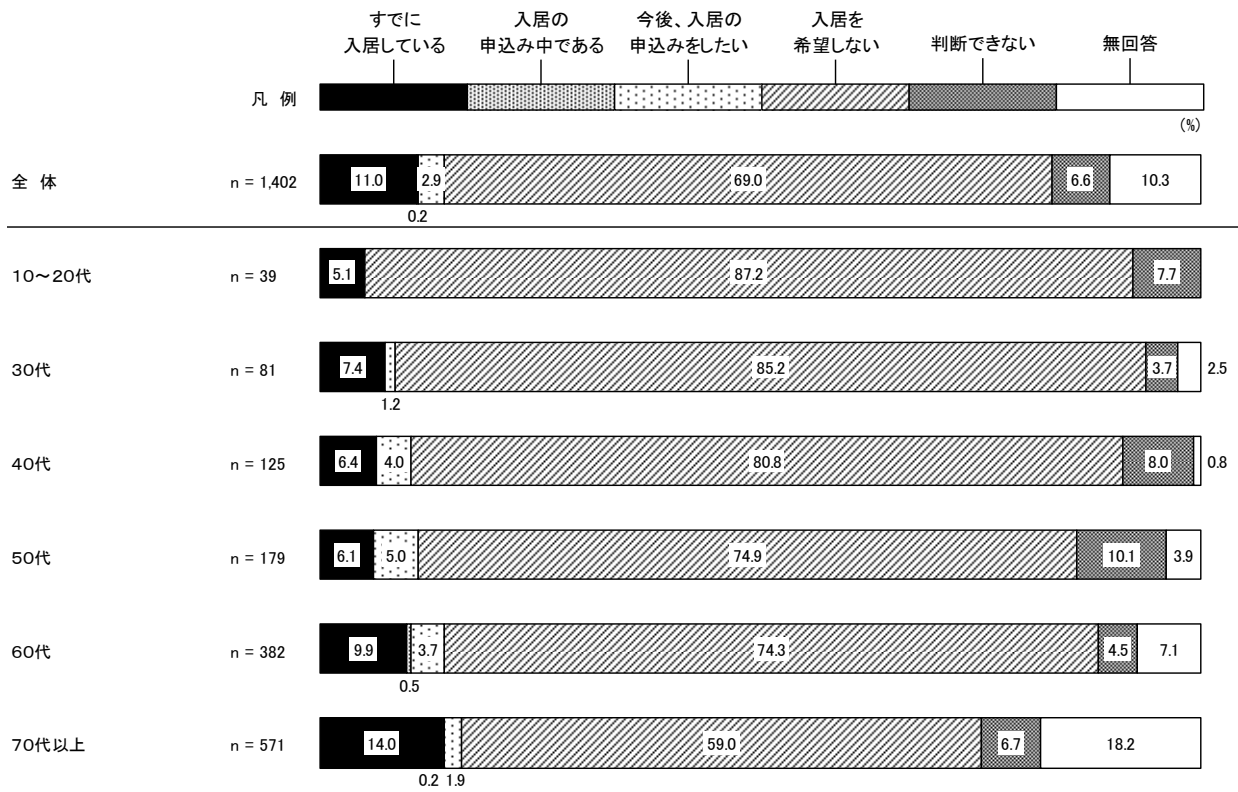 すでに 入居の 今後、入居の 入居を
入居している 申込み中である 申込みをしたい 希望しない 判断できない 無回答
凡 例
(%)
全 体 n = 1,402 11.0 2.9 69.0 6.6 10.3
0.2
10～20代 n = 39 5.1 87.2 7.7
30代 n = 81 7.4 85.2 3.7 2.5
1.2
40代 n = 125 6.4 4.0 80.8 8.0 0.8
50代 n = 179 6.1 5.0 74.9 10.1 3.9
60代 n = 382 9.9 3.7 74.3 4.5 7.1
0.5
70代以上 n = 571 14.0 59.0 6.7 18.2
0.2 1.9